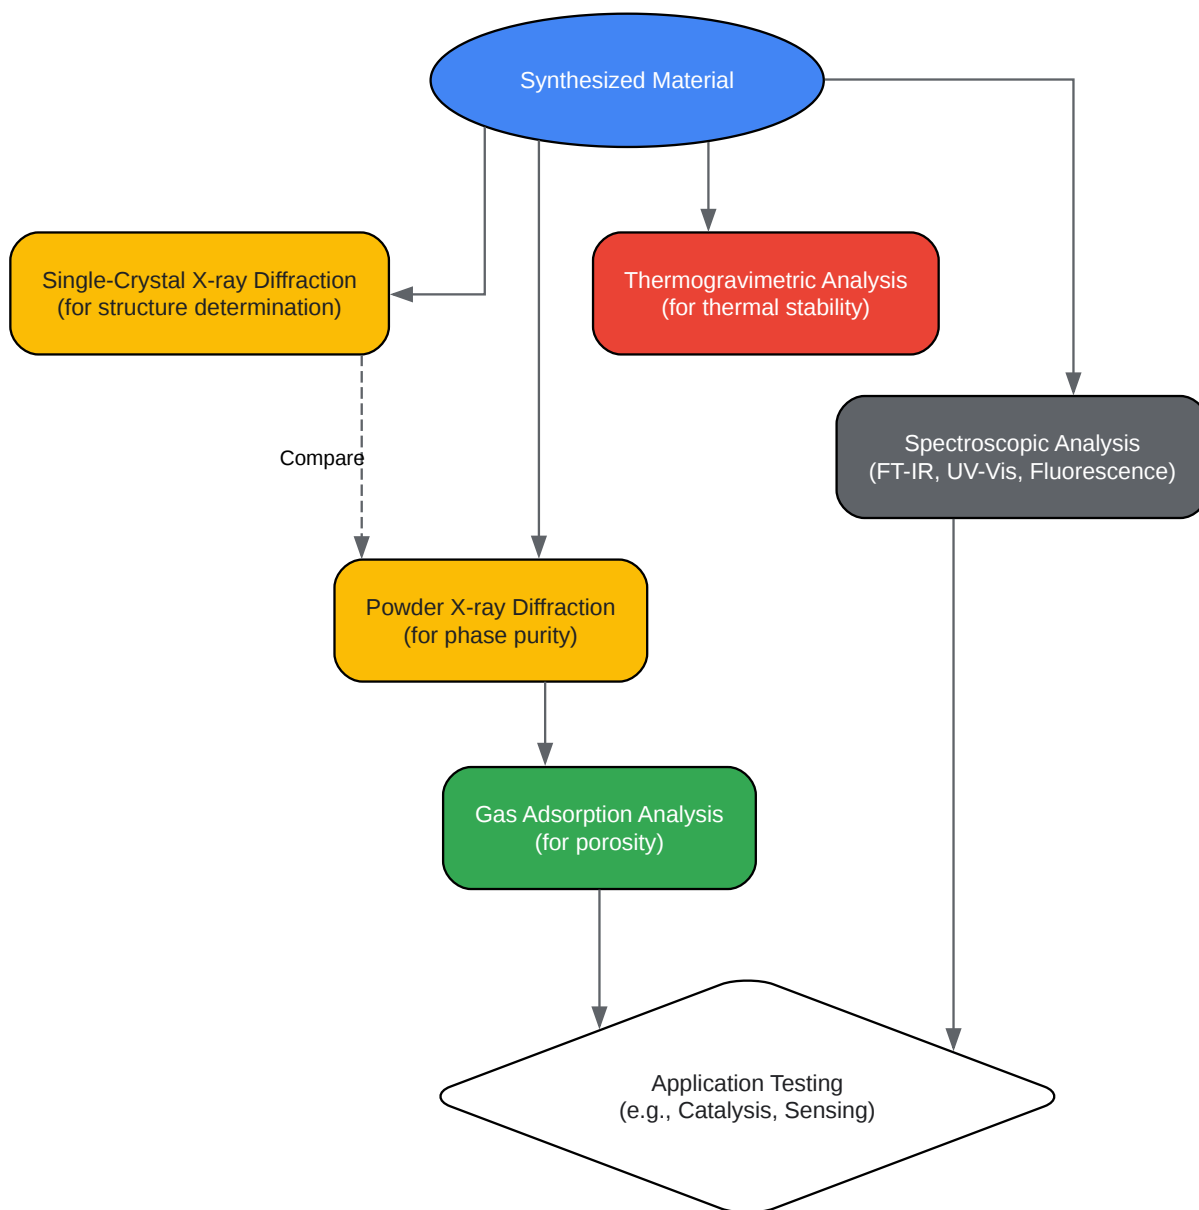 Synthesized Material
Single-Crystal X-ray Diffraction
(for structure determination)
Thermogravimetric Analysis
(for thermal stability)
Spectroscopic Analysis
(FT-IR, UV-Vis, Fluorescence)
Compare
Powder X-ray Diffraction
(for phase purity)
Gas Adsorption Analysis
(for porosity)
Application Testing
(e.g., Catalysis, Sensing)